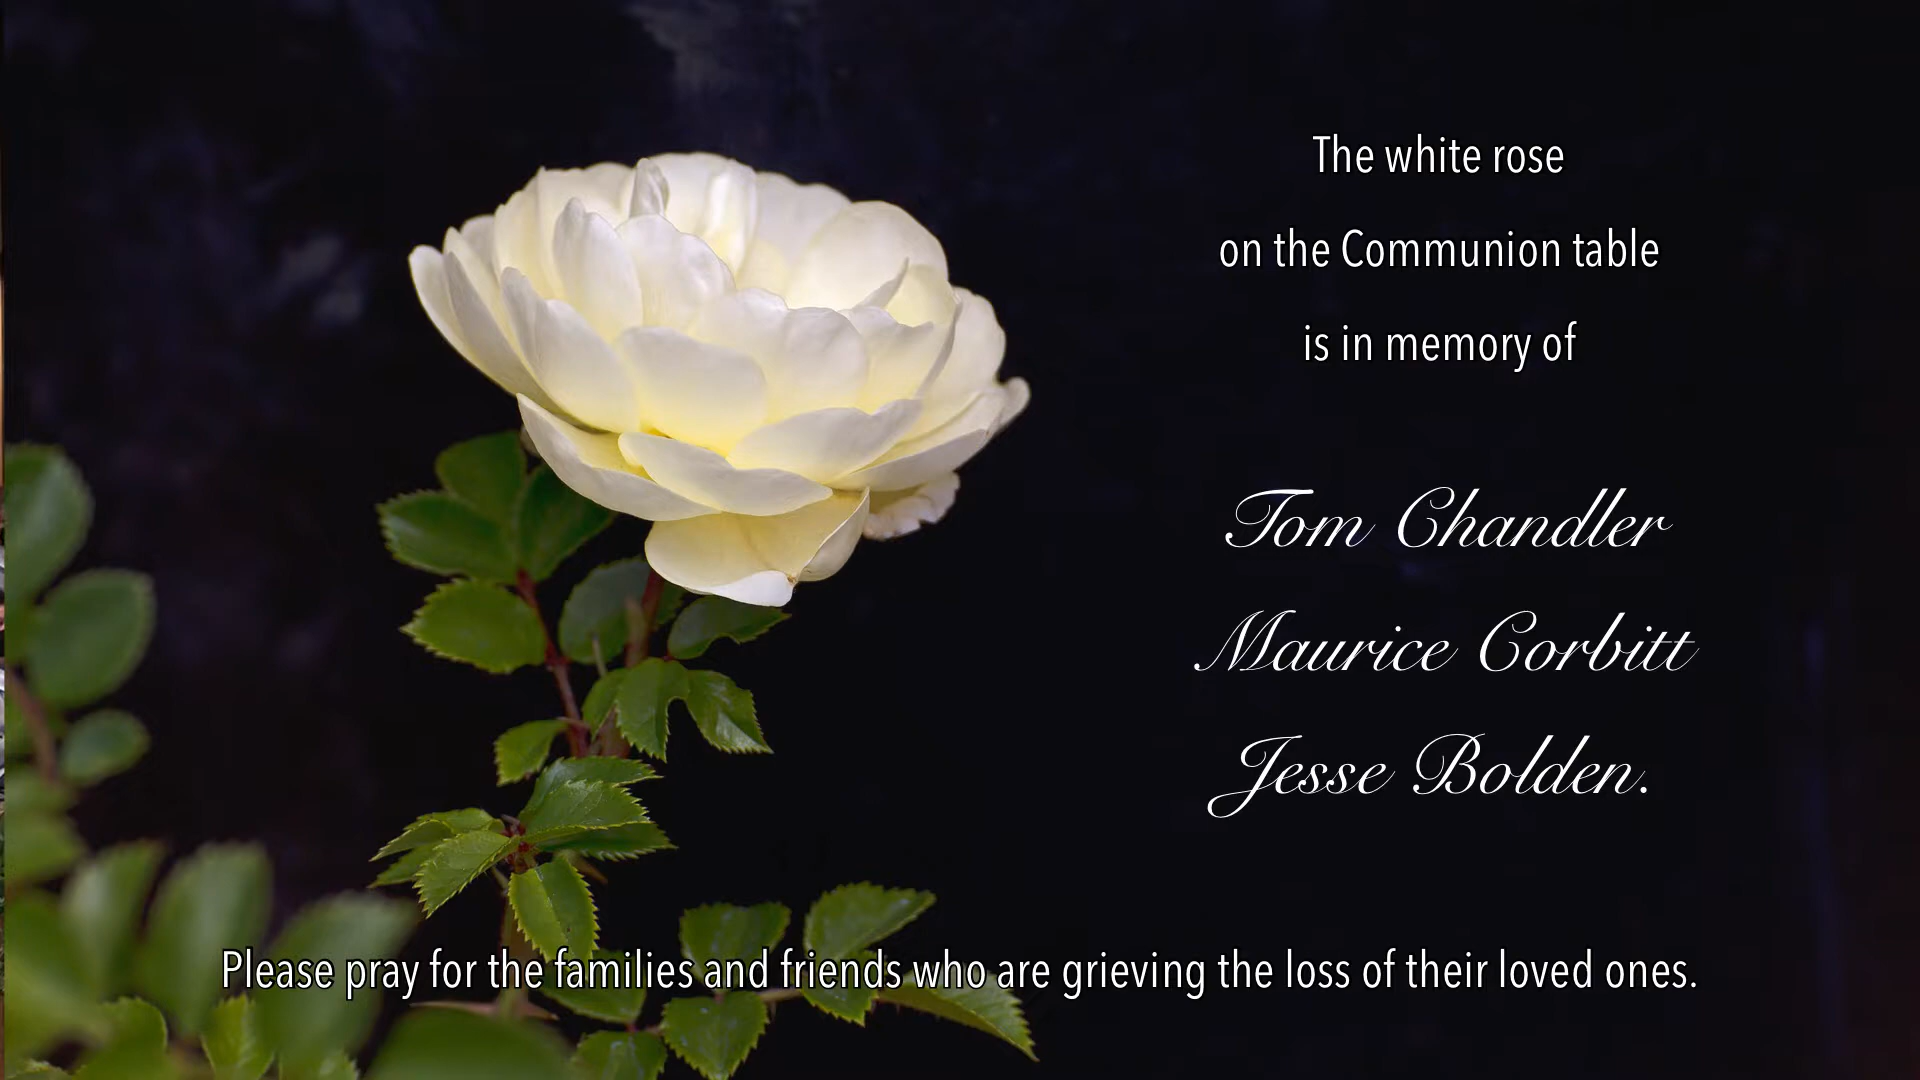 The white rose
on the Communion table
is in memory of
Tom Chandler
Maurice Corbitt
Jesse Bolden.
Please pray for the families and friends who are grieving the loss of their loved ones.